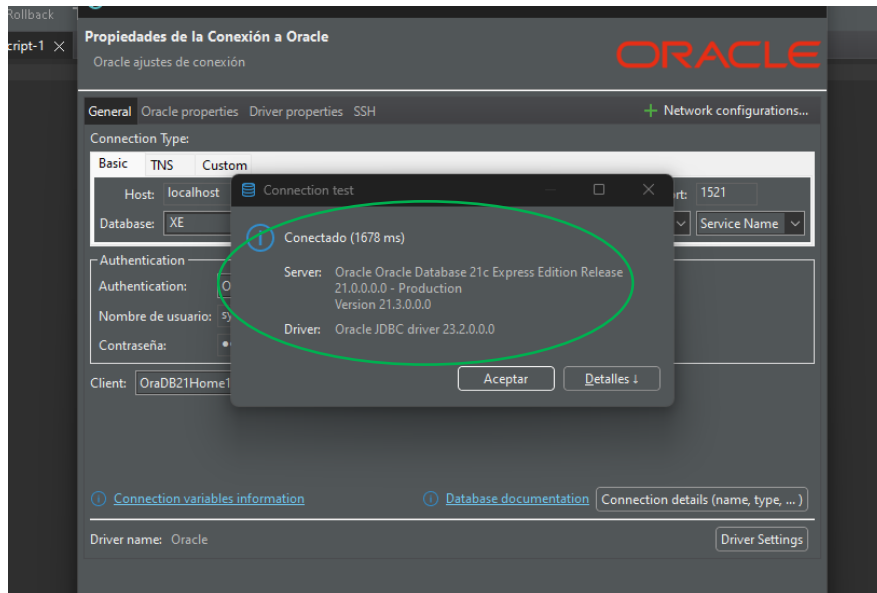 Rollback
cript-1
Propiedades de la Conexión a Oracle
Oracle ajustes de conexión
ORACLE
General Oracle properties Driver properties SSH
Network configurations...
Connection Type:
Basic TNS Custom
Host: localhost
rt: 1521
Database: XE
Service Name
Connection test
Conectado (1678 ms)
Server: Oracle Oracle Database 21c Express Edition Release
21.0.0.0.0 - Production
Version 21.3.0.0.0
Driver: Oracle JDBC driver 23.2.0.0.0
Aceptar Detalles ↓
Authentication
Authentication: O
Nombre de usuario: sy
Contraseña:
Client: OraDB21Home1
Connection variables information
Database documentation
Connection details (name, type, ... )
Driver name: Oracle
Driver Settings